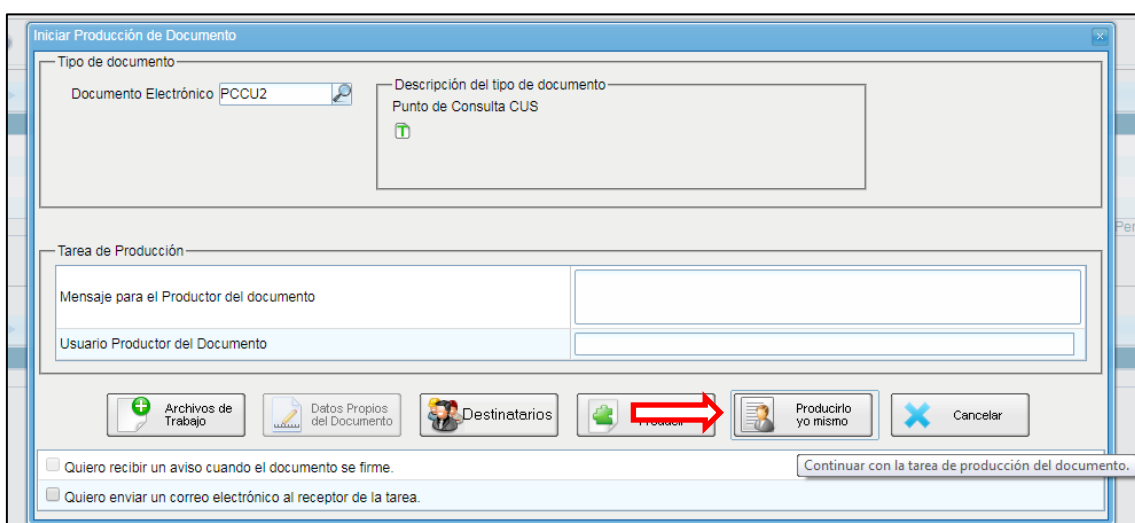 Iniciar Producción de Documento
Tipo de documento
Documento Electrónico PCCU2
Descripción del tipo de documento
Punto de Consulta CUS
T
Per
Tarea de Producción
Mensaje para el Productor del documento
Usuario Productor del Documento
Archivos de
Trabajo
Datos Propios
del Documento
Destinatarios
Producir
Producirlo
yo mismo
Cancelar
Quiero recibir un aviso cuando el documento se firme.
Continuar con la tarea de producción del documento.
Quiero enviar un correo electrónico al receptor de la tarea.